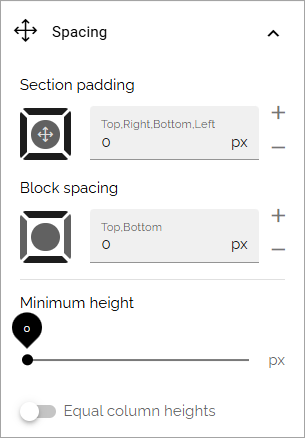 Spacing
Section padding
Top,Right,Bottom,Left
0 px
Block spacing
Top,Bottom
0 px
Minimum height
0
px
Equal column heights